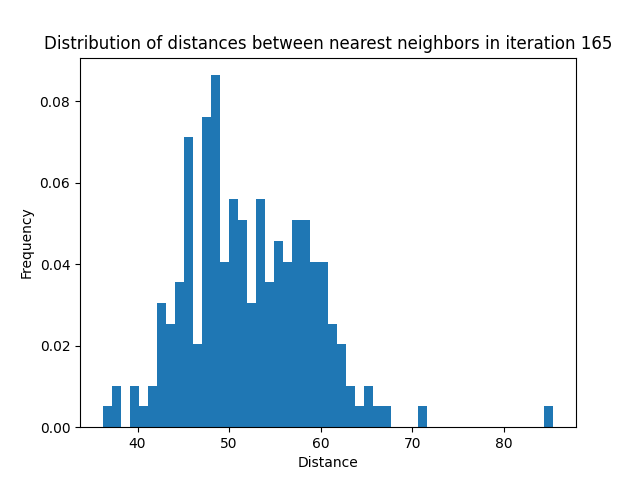 Distribution of distances between nearest neighbors in iteration 165
0.08
0.06
0.04
0.02
0.00
Frequency
40 50 60 70 80
Distance